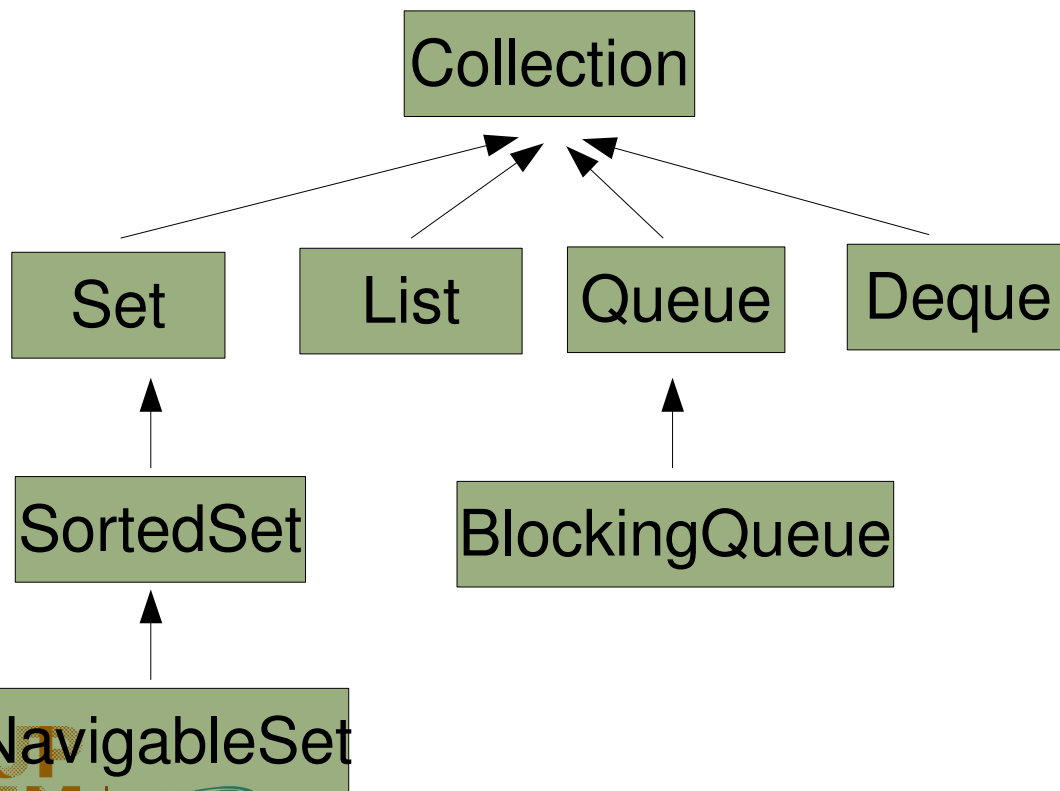 Collection
Set
List
Queue
Deque
SortedSet
BlockingQueue
NavigableSet